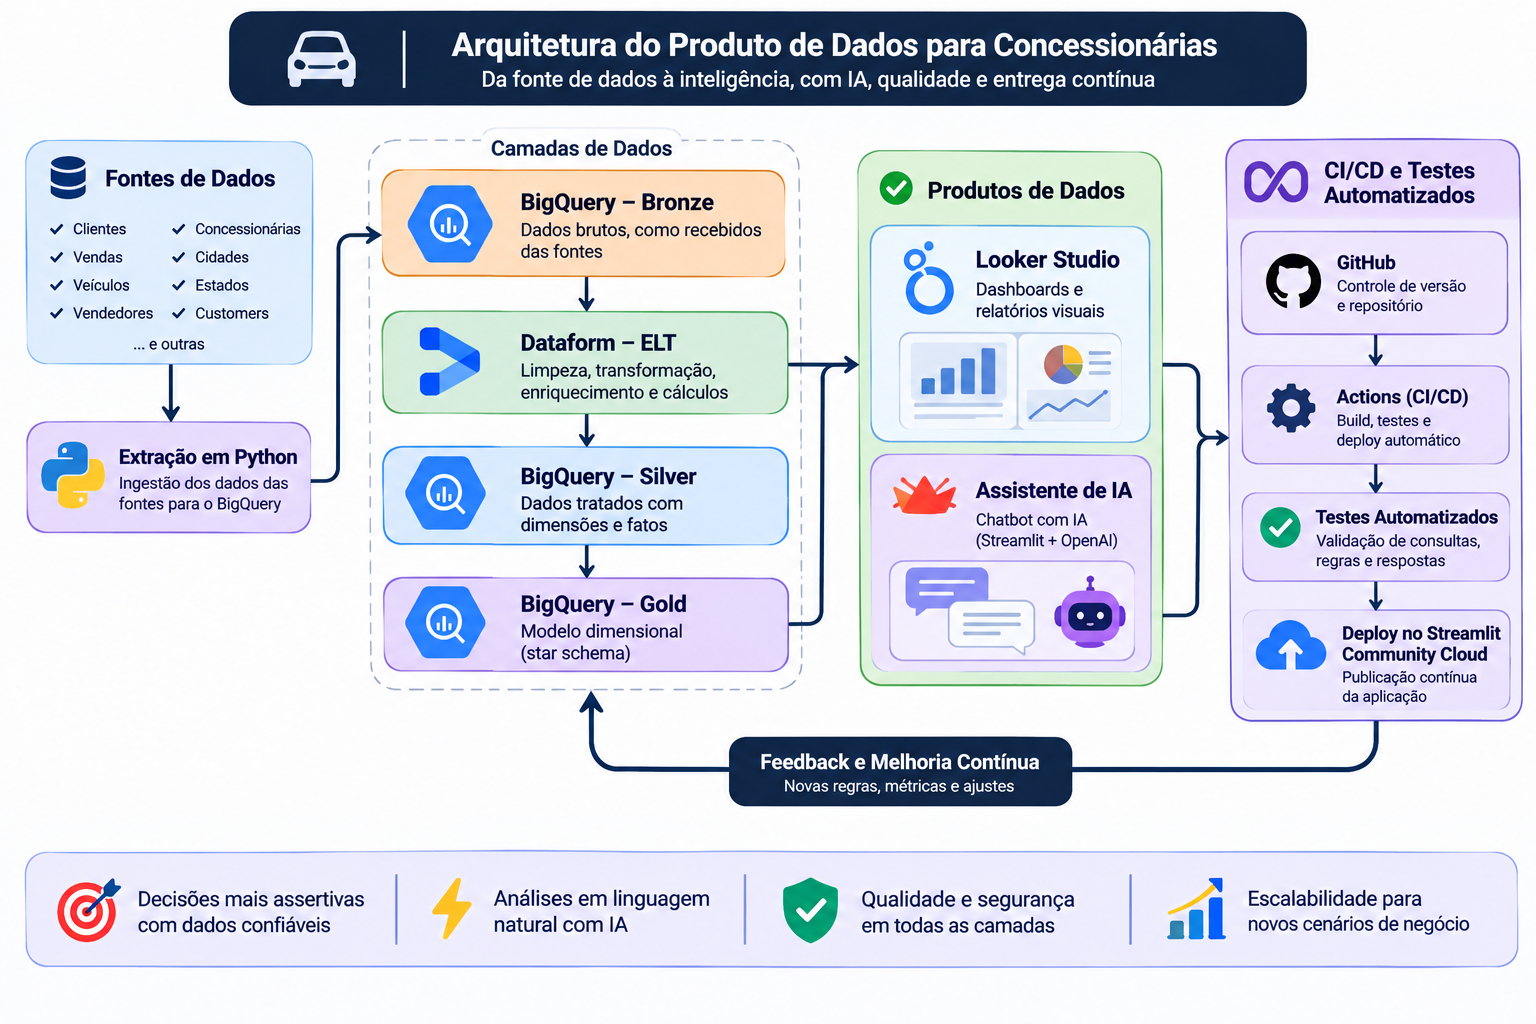 Arquitetura do Produto de Dados para Concessionárias
Da fonte de dados à inteligência, com IA, qualidade e entrega contínua
Fontes de Dados
Clientes
Vendas
Veículos
Vendedores
Concessionárias
Cidades
Estados
Customers
... e outras
Extração em Python
Ingestão dos dados das
fontes para o BigQuery
Camadas de Dados
BigQuery – Bronze
Dados brutos, como recebidos
das fontes
Dataform – ELT
Limpeza, transformação,
enriquecimento e cálculos
BigQuery – Silver
Dados tratados com
dimensões e fatos
BigQuery – Gold
Modelo dimensional
(star schema)
Produtos de Dados
Looker Studio
Dashboards e
relatórios visuais
Assistente de IA
Chatbot com IA
(Streamlit + OpenAI)
CI/CD e Testes
Automatizados
GitHub
Controle de versão
e repositório
Actions (CI/CD)
Build, testes e
deploy automático
Testes Automatizados
Validação de consultas,
regras e respostas
Deploy no Streamlit
Community Cloud
Publicação contínua
da aplicação
Feedback e Melhoria Contínua
Novas regras, métricas e ajustes
Decisões mais assertivas
com dados confiáveis
Análises em linguagem
natural com IA
Qualidade e segurança
em todas as camadas
Escalabilidade para
novos cenários de negócio